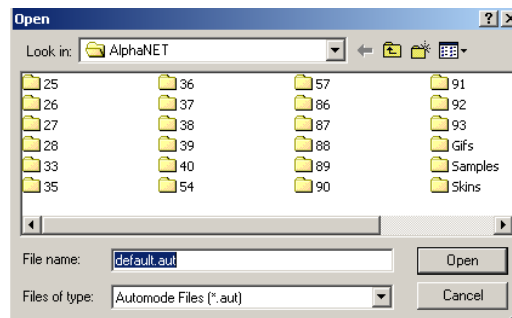 Open
Look in: AlphaNET
25 36 57 91
26 37 86 92
27 38 87 93
28 39 88 Gifs
33 40 89 Samples
35 54 90 Skins
File name: default.aut Open
Files of type: Automode Files (*.aut) Cancel